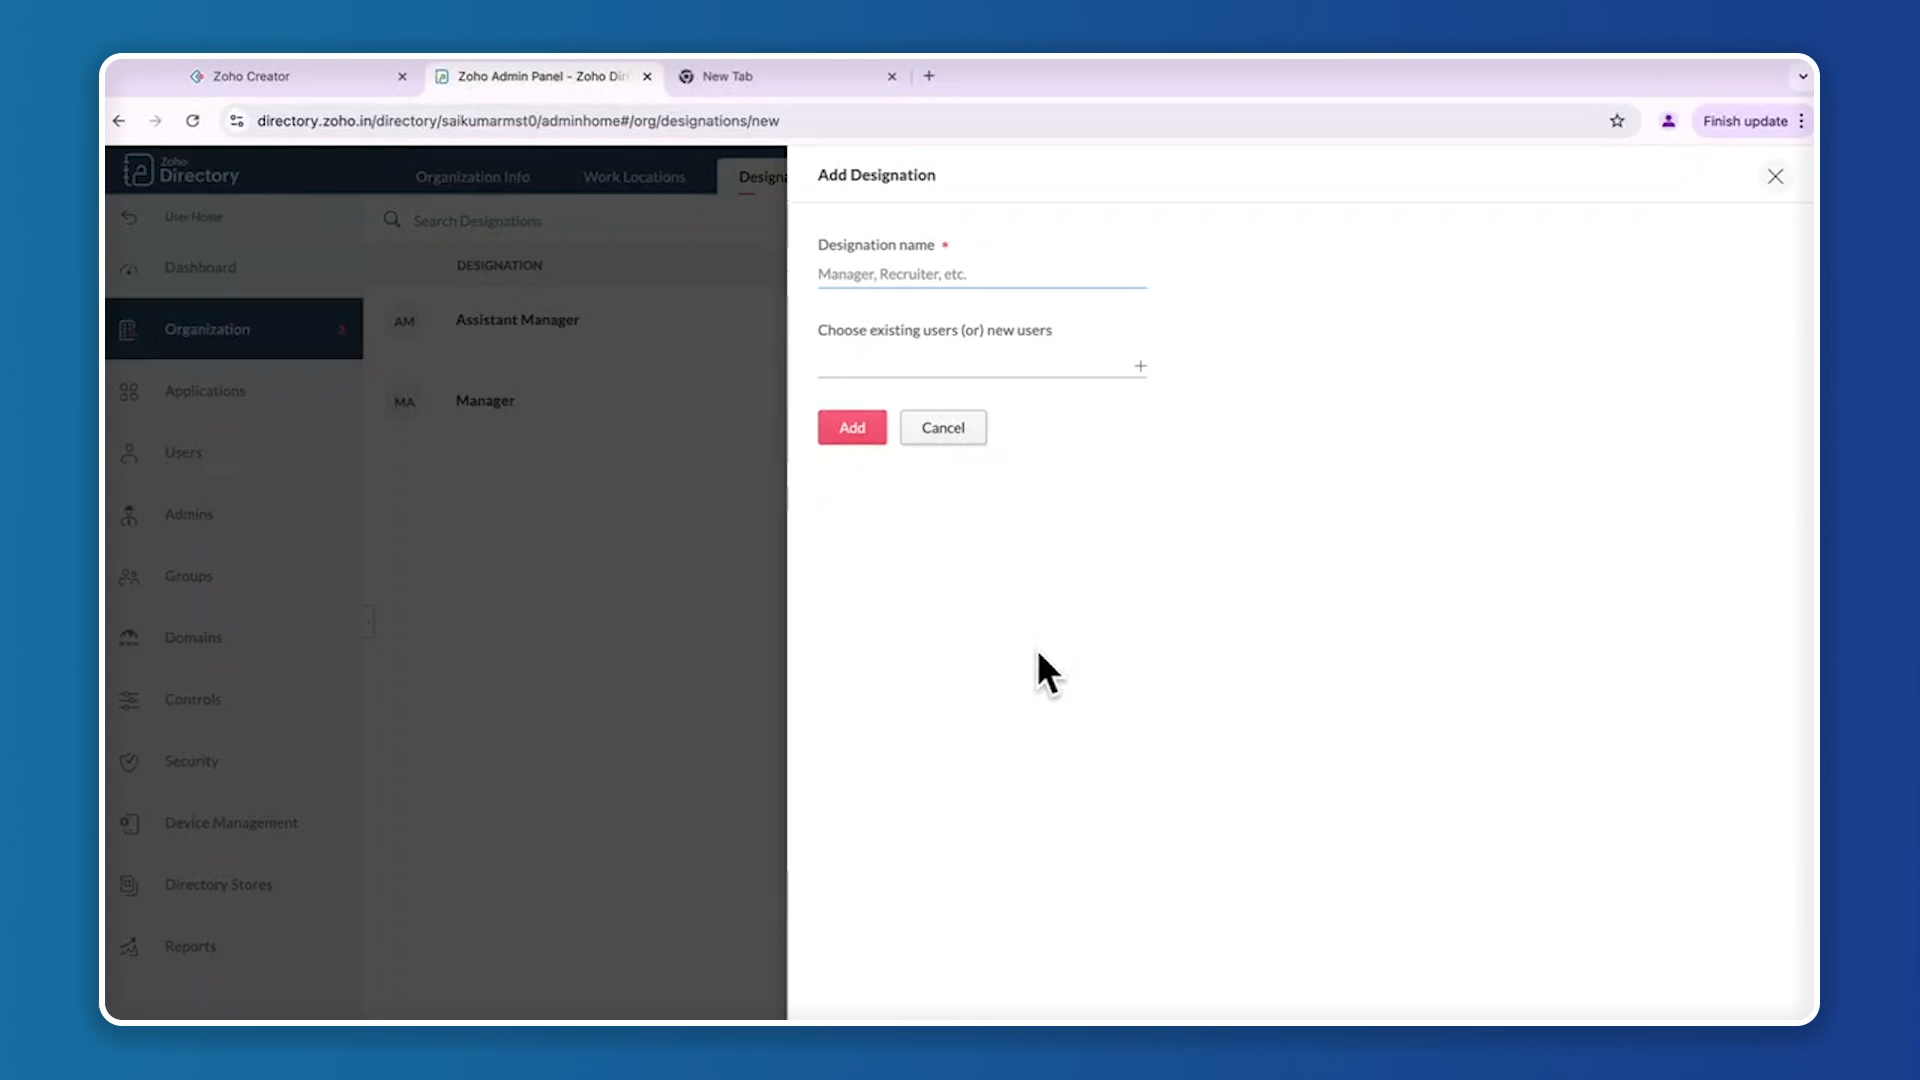 Zoho Creator
Zoho Admin Panel - Zoho Dir
New Tab
directory.zoho.in/directory/saikumarmst0/adminhome#/org/designations/new
Finish update
Zoho
Directory
Organization Info
Work Locations
Designa
Add Designation
User Home
Search Designations
Designation name *
Manager, Recruiter, etc.
Dashboard
DESIGNATION
Organization
3
AM
Assistant Manager
Choose existing users (or) new users
Applications
MA
Manager
Add
Cancel
Users
Admins
Groups
Domains
Controls
Security
Device Management
Directory Stores
Reports